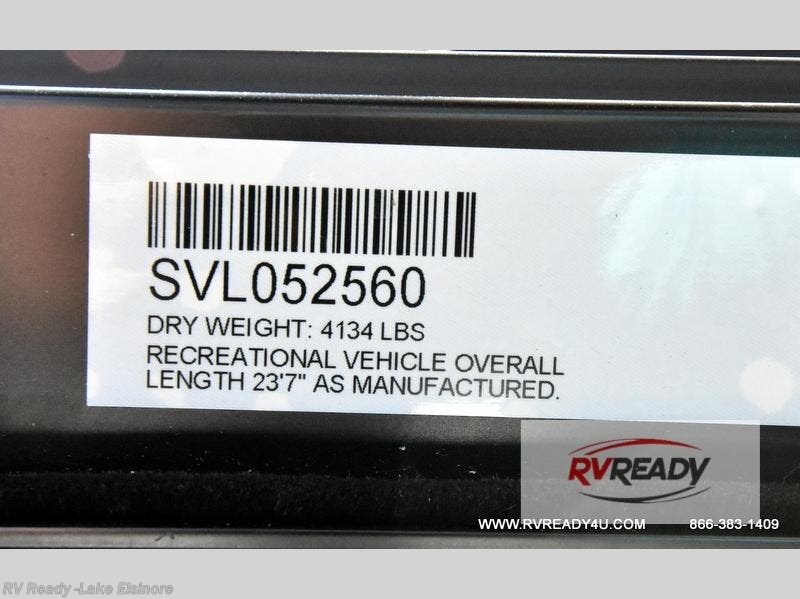 SVL052560
DRY WEIGHT: 4134 LBS
RECREATIONAL VEHICLE OVERALL
LENGTH 23'7" AS MANUFACTURED.
RVREADY
WWW.RVREADY4U.COM 866-383-1409
RV Ready -Lake Elsinore